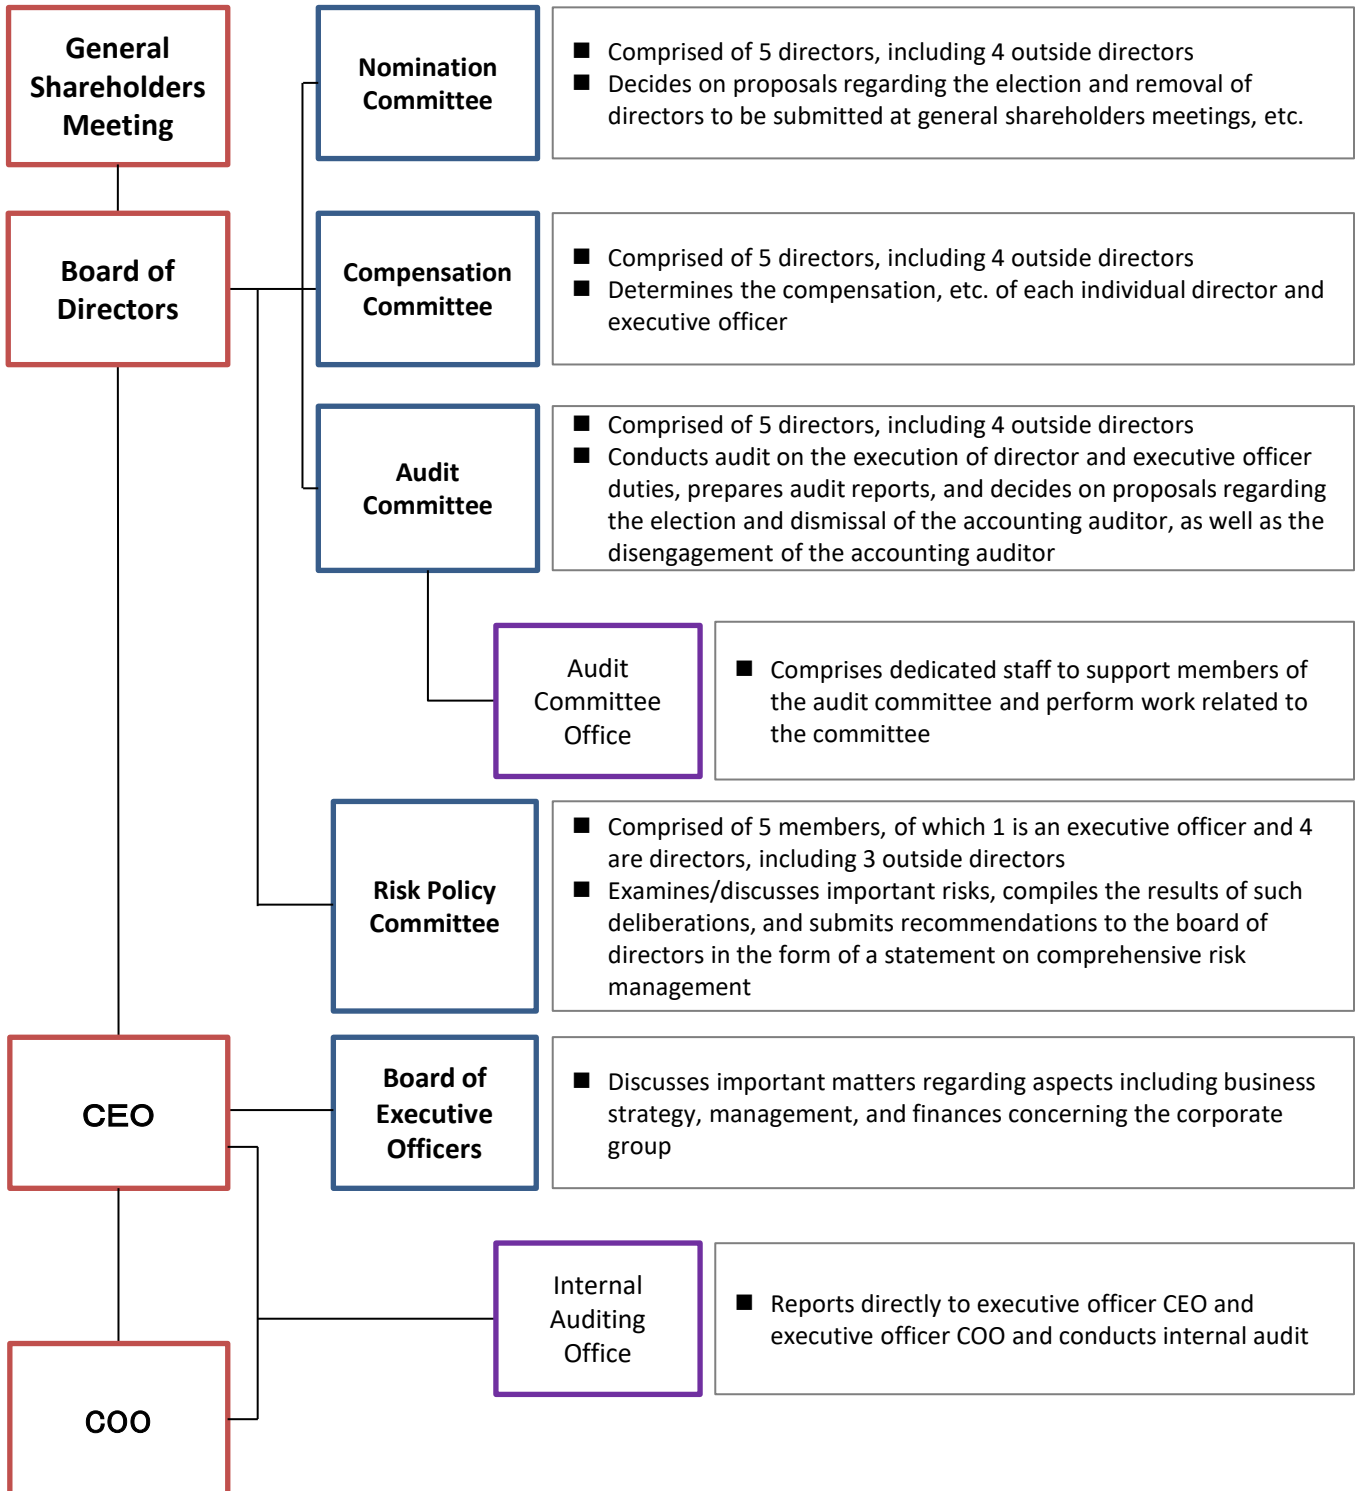 General
Shareholders
Meeting
Nomination
Committee
■ Comprised of 5 directors, including 4 outside directors
■ Decides on proposals regarding the election and removal of
directors to be submitted at general shareholders meetings, etc.
Board of
Directors
Compensation
Committee
■ Comprised of 5 directors, including 4 outside directors
■ Determines the compensation, etc. of each individual director and
executive officer
Audit
Committee
■ Comprised of 5 directors, including 4 outside directors
■ Conducts audit on the execution of director and executive officer
duties, prepares audit reports, and decides on proposals regarding
the election and dismissal of the accounting auditor, as well as the
disengagement of the accounting auditor
Audit
Committee
Office
■ Comprises dedicated staff to support members of
the audit committee and perform work related to
the committee
Risk Policy
Committee
■ Comprised of 5 members, of which 1 is an executive officer and 4
are directors, including 3 outside directors
■ Examines/discusses important risks, compiles the results of such
deliberations, and submits recommendations to the board of
directors in the form of a statement on comprehensive risk
management
CEO
Board of
Executive
Officers
■ Discusses important matters regarding aspects including business
strategy, management, and finances concerning the corporate
group
Internal
Auditing
Office
■ Reports directly to executive officer CEO and
executive officer COO and conducts internal audit
COO